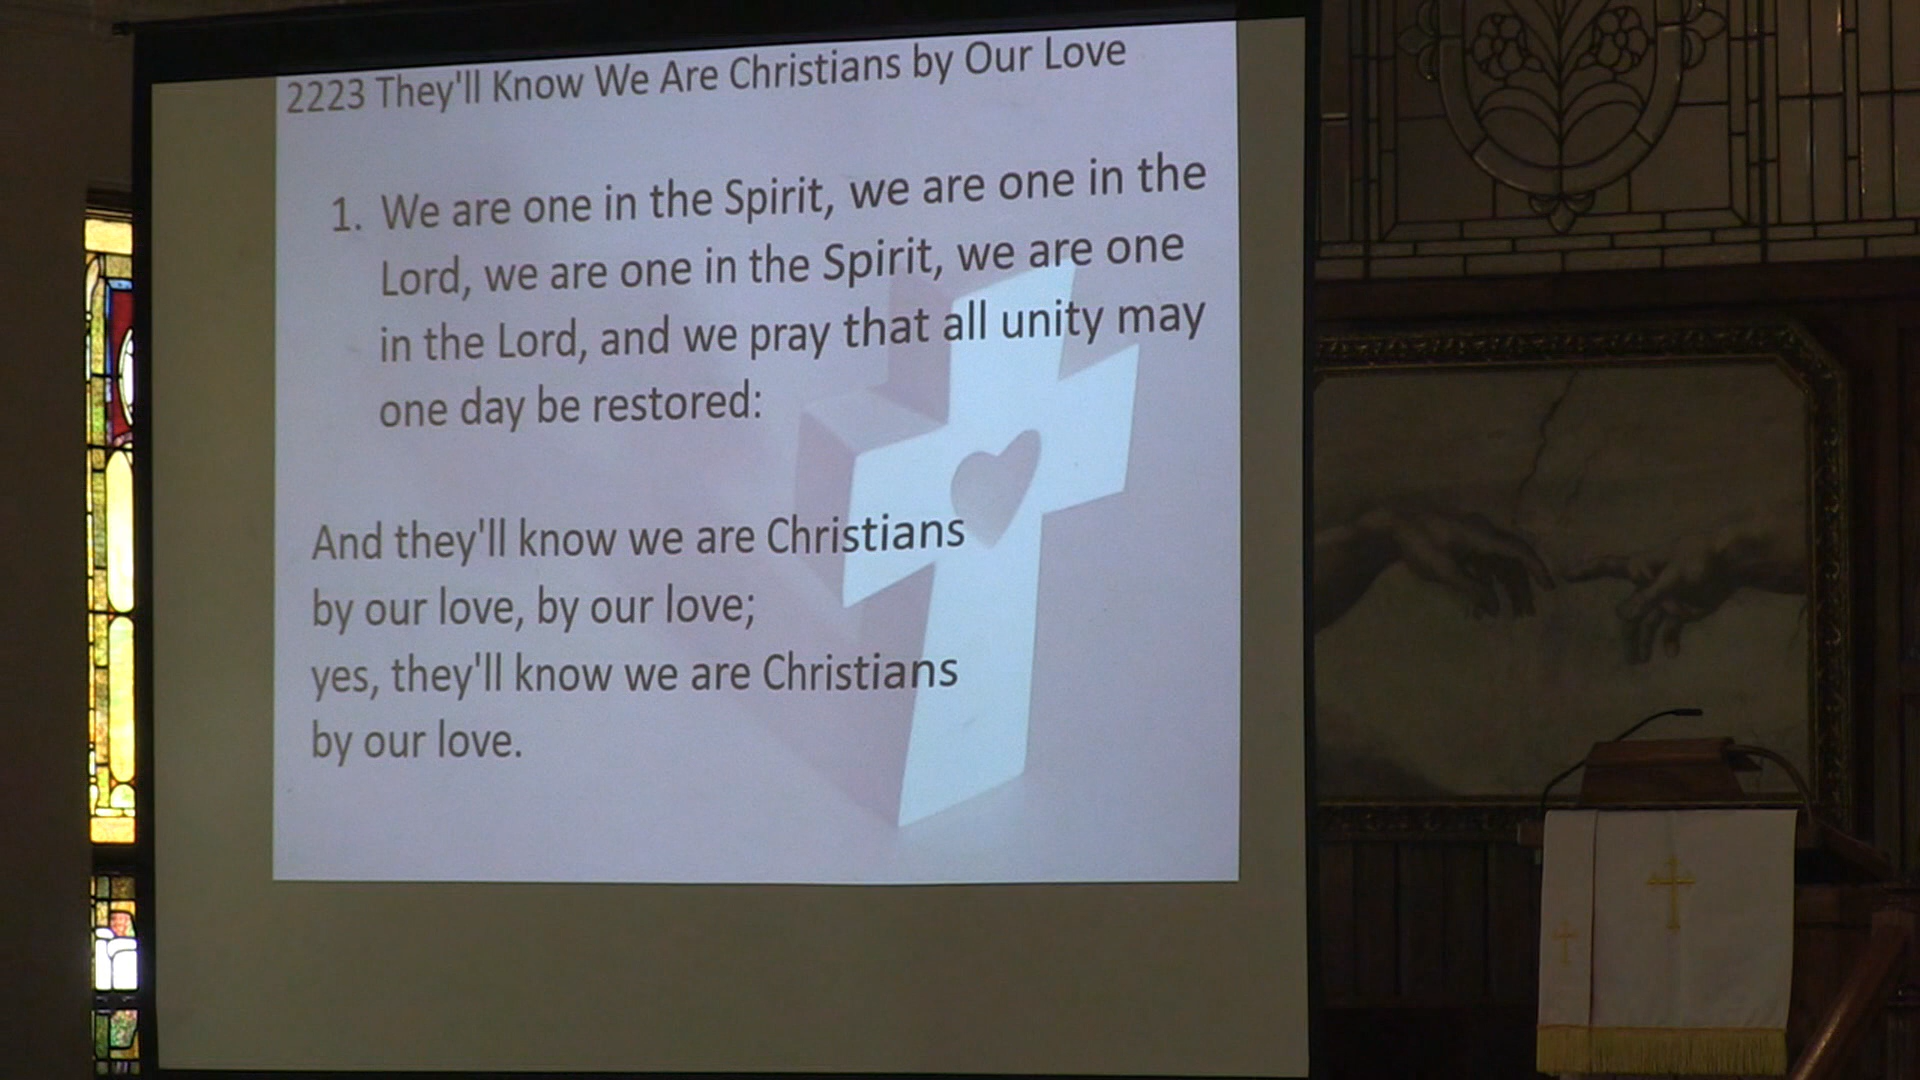 2223 They'll Know We Are Christians by Our Love
1. We are one in the Spirit, we are one in the
Lord, we are one in the Spirit, we are one
in the Lord, and we pray that all unity may
one day be restored:
And they'll know we are Christians
by our love, by our love;
yes, they'll know we are Christians
by our love.